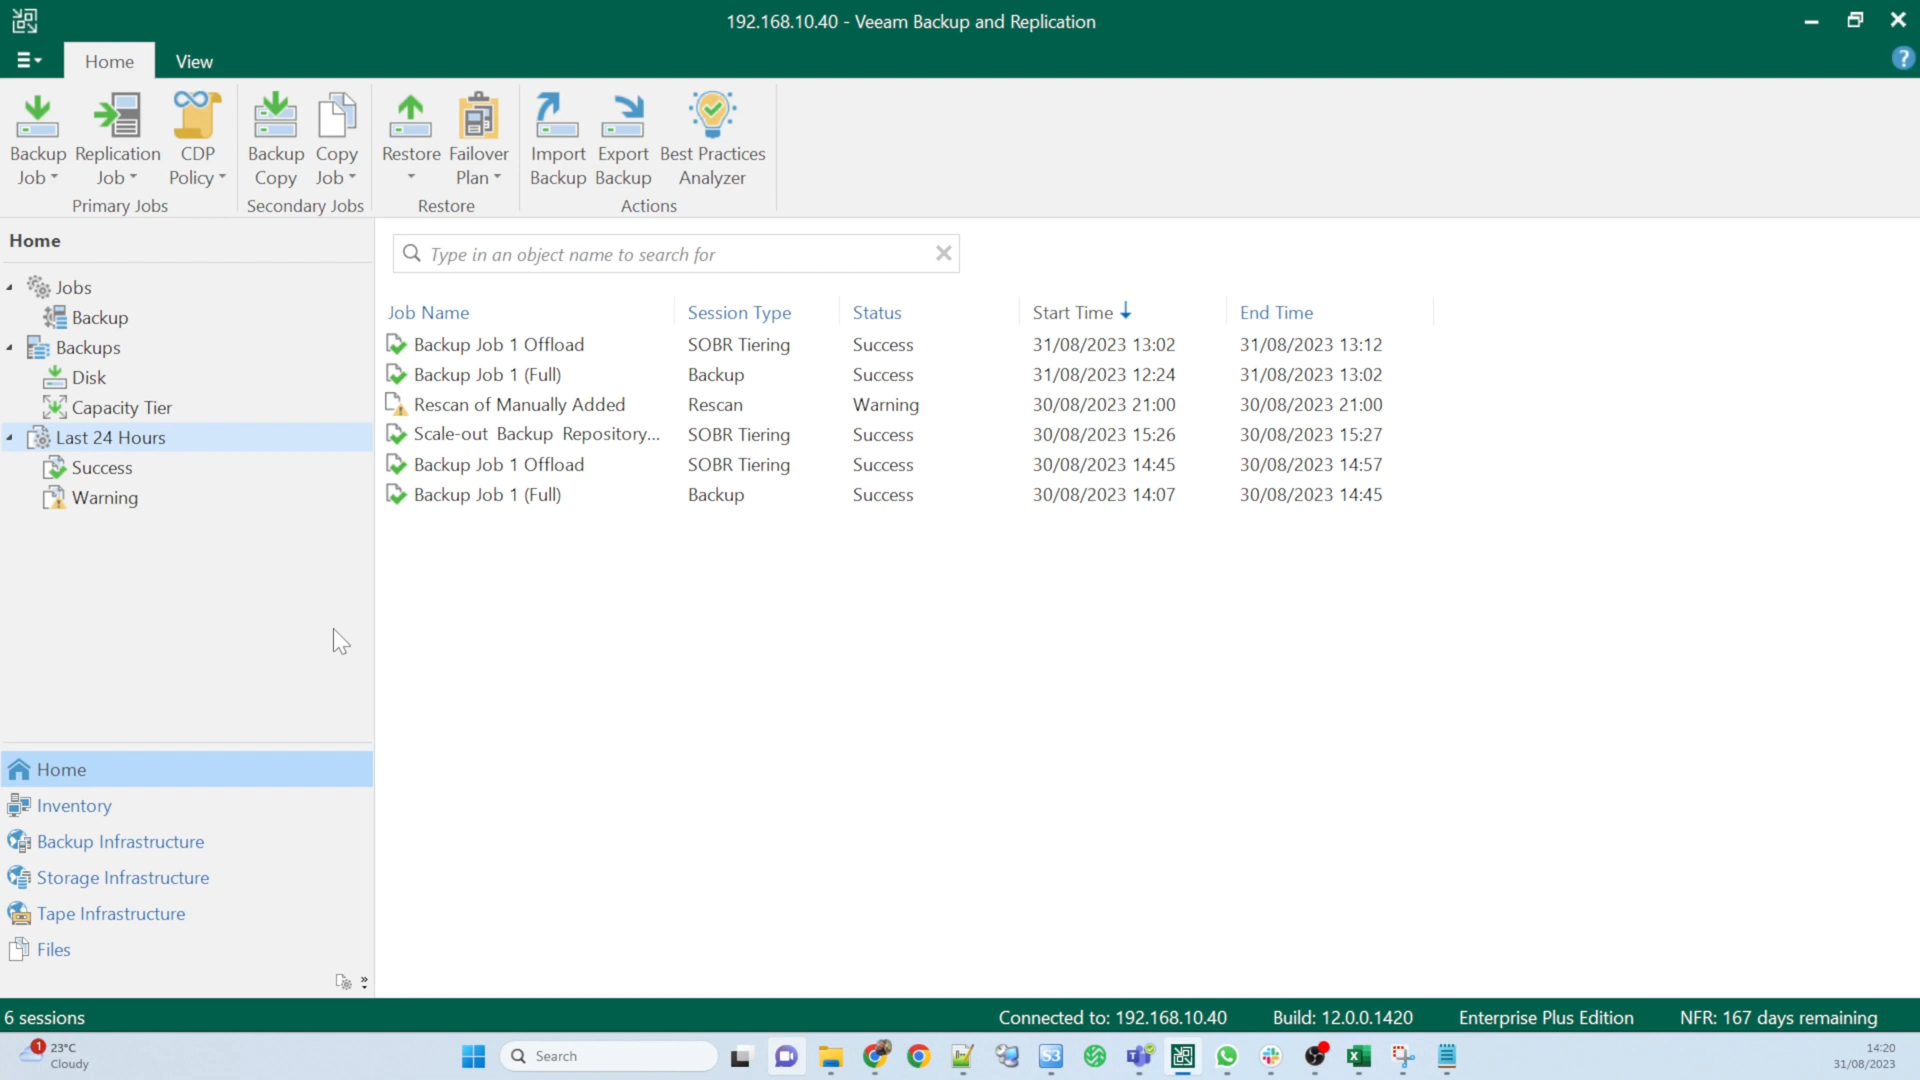 192.168.10.40 - Veeam Backup and Replication
Home View
?
Backup Job
Replication Job
CDP Policy
Backup Copy
Copy Job
Restore
Failover Plan
Import Backup
Export Backup
Best Practices Analyzer
Primary Jobs Secondary Jobs Restore Actions
Home
Jobs
Backup
Backups
Disk
Capacity Tier
Last 24 Hours
Success
Warning
Type in an object name to search for
Job Name Session Type Status Start Time End Time
Backup Job 1 Offload SOBR Tiering Success 31/08/2023 13:02 31/08/2023 13:12
Backup Job 1 (Full) Backup Success 31/08/2023 12:24 31/08/2023 13:02
Rescan of Manually Added Rescan Warning 30/08/2023 21:00 30/08/2023 21:00
Scale-out Backup Repository... SOBR Tiering Success 30/08/2023 15:26 30/08/2023 15:27
Backup Job 1 Offload SOBR Tiering Success 30/08/2023 14:45 30/08/2023 14:57
Backup Job 1 (Full) Backup Success 30/08/2023 14:07 30/08/2023 14:45
Home
Inventory
Backup Infrastructure
Storage Infrastructure
Tape Infrastructure
Files
6 sessions Connected to: 192.168.10.40 Build: 12.0.0.1420 Enterprise Plus Edition NFR: 167 days remaining
1
23°C
Cloudy
Search
S3
14:20
31/08/2023